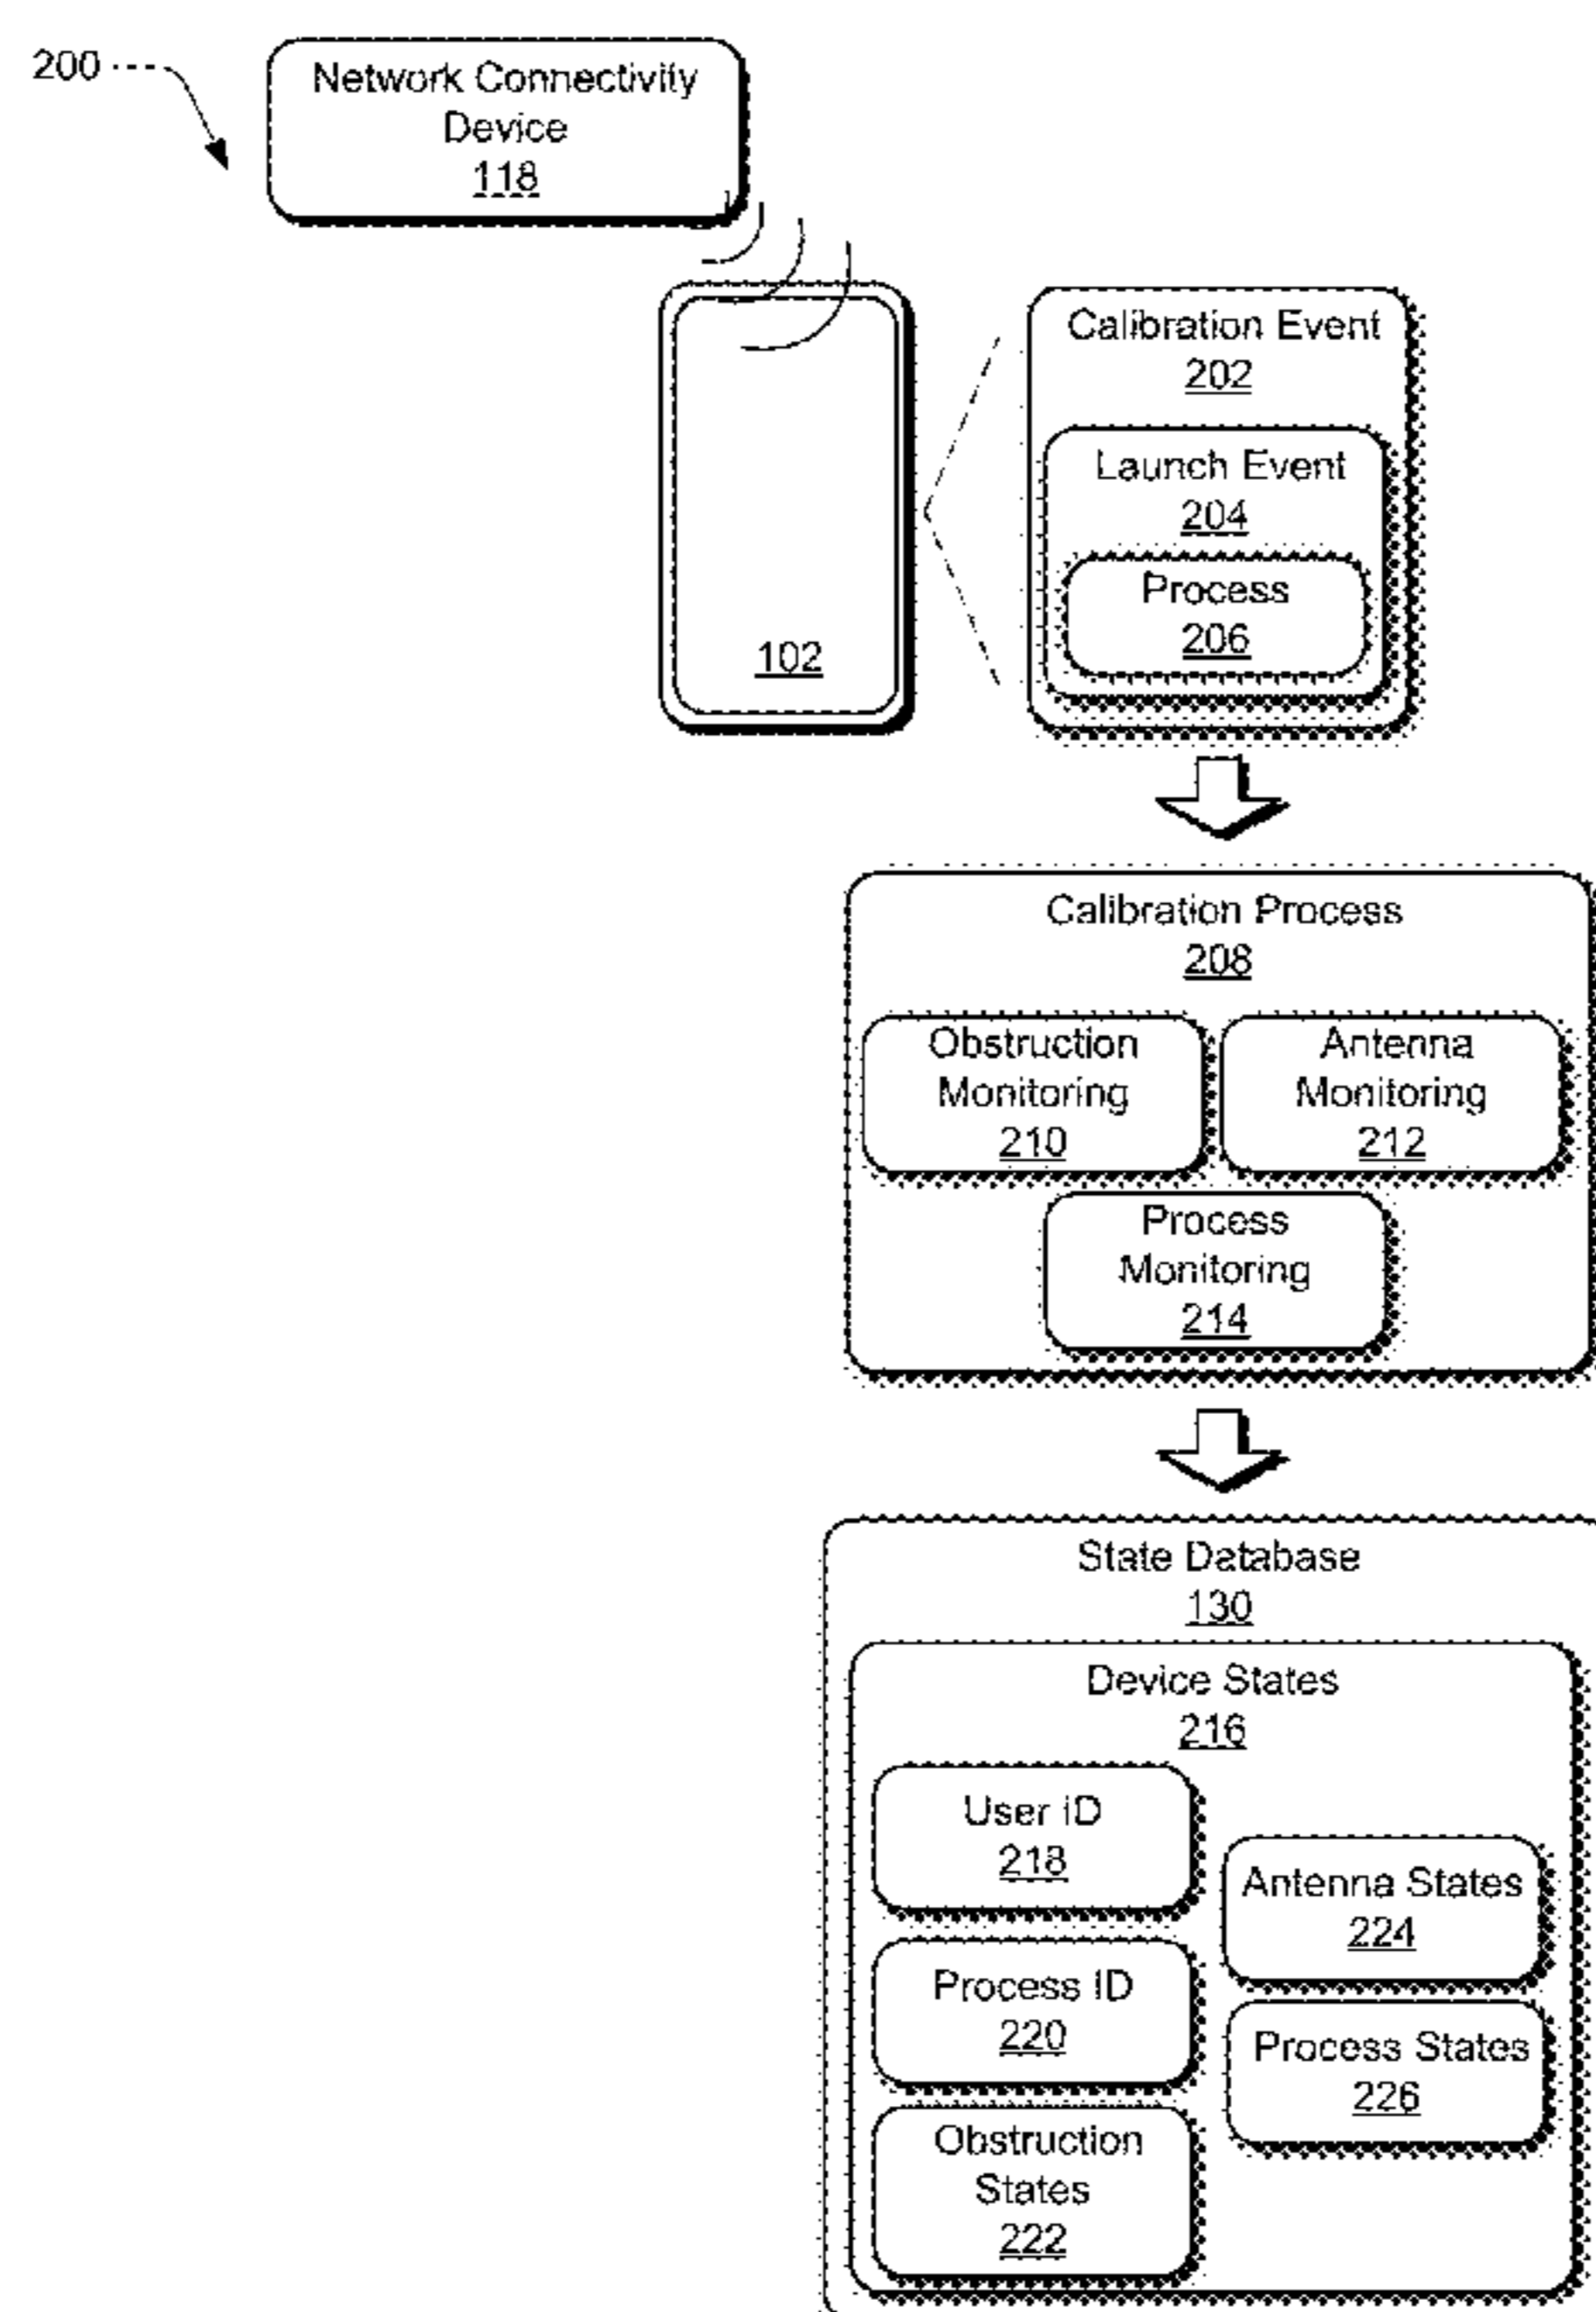 200
Network Connectivity
Device
118
102
Calibration Event
202
Launch Event
204
Process
206
Calibration Process
208
Obstruction
Monitoring
210
Antenna
Monitoring
212
Process
Monitoring
214
State Database
130
Device States
216
User ID
218
Process ID
220
Obstruction
States
222
Antenna States
224
Process States
226